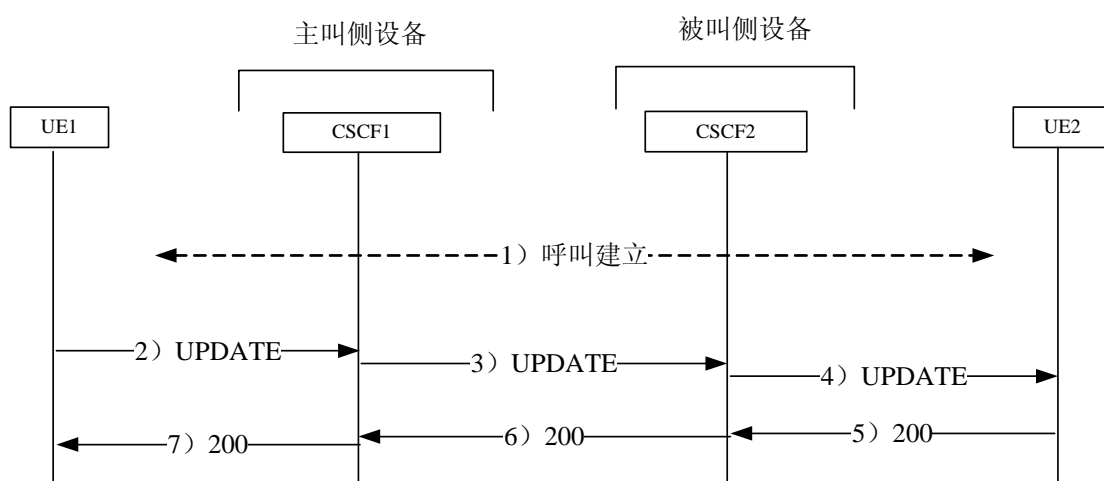 主叫侧设备
被叫侧设备
UE1
CSCF1
CSCF2
UE2
1）呼叫建立
2）UPDATE
3）UPDATE
4）UPDATE
7）200
6）200
5）200